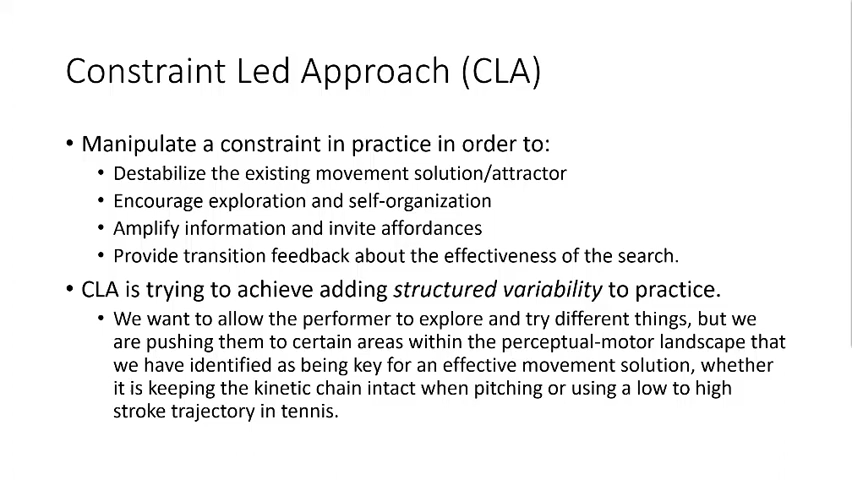 Constraint Led Approach (CLA)
• Manipulate a constraint in practice in order to:
• Destabilize the existing movement solution/attractor
• Encourage exploration and self-organization
• Amplify information and invite affordances
• Provide transition feedback about the effectiveness of the search.
• CLA is trying to achieve adding structured variability to practice.
• We want to allow the performer to explore and try different things, but we
are pushing them to certain areas within the perceptual-motor landscape that
we have identified as being key for an effective movement solution, whether
it is keeping the kinetic chain intact when pitching or using a low to high
stroke trajectory in tennis.